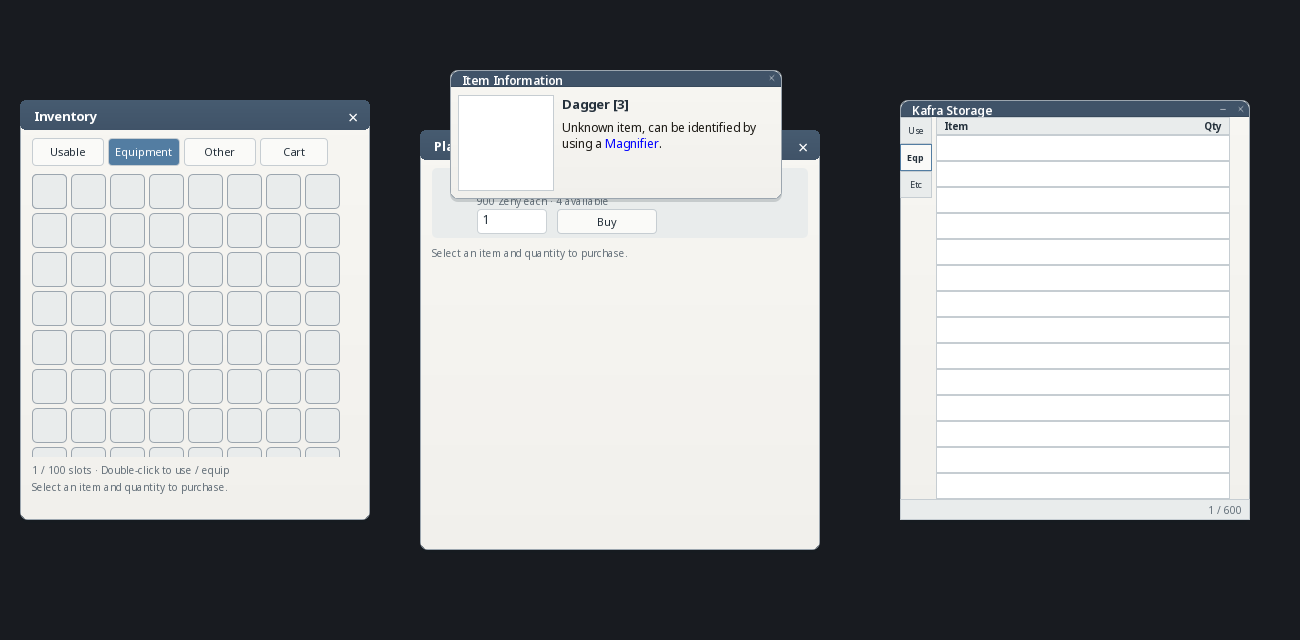 Inventory
×
Usable
Equipment
Other
Cart
1 / 100 slots · Double-click to use / equip
Select an item and quantity to purchase.
Item Information
×
Dagger [3]
Unknown item, can be identified by
using a Magnifier.
×
900 Zeny each · 4 available
1
Buy
Select an item and quantity to purchase.
Kafra Storage
– ×
Use
Eqp
Etc
Item Qty
1 / 600